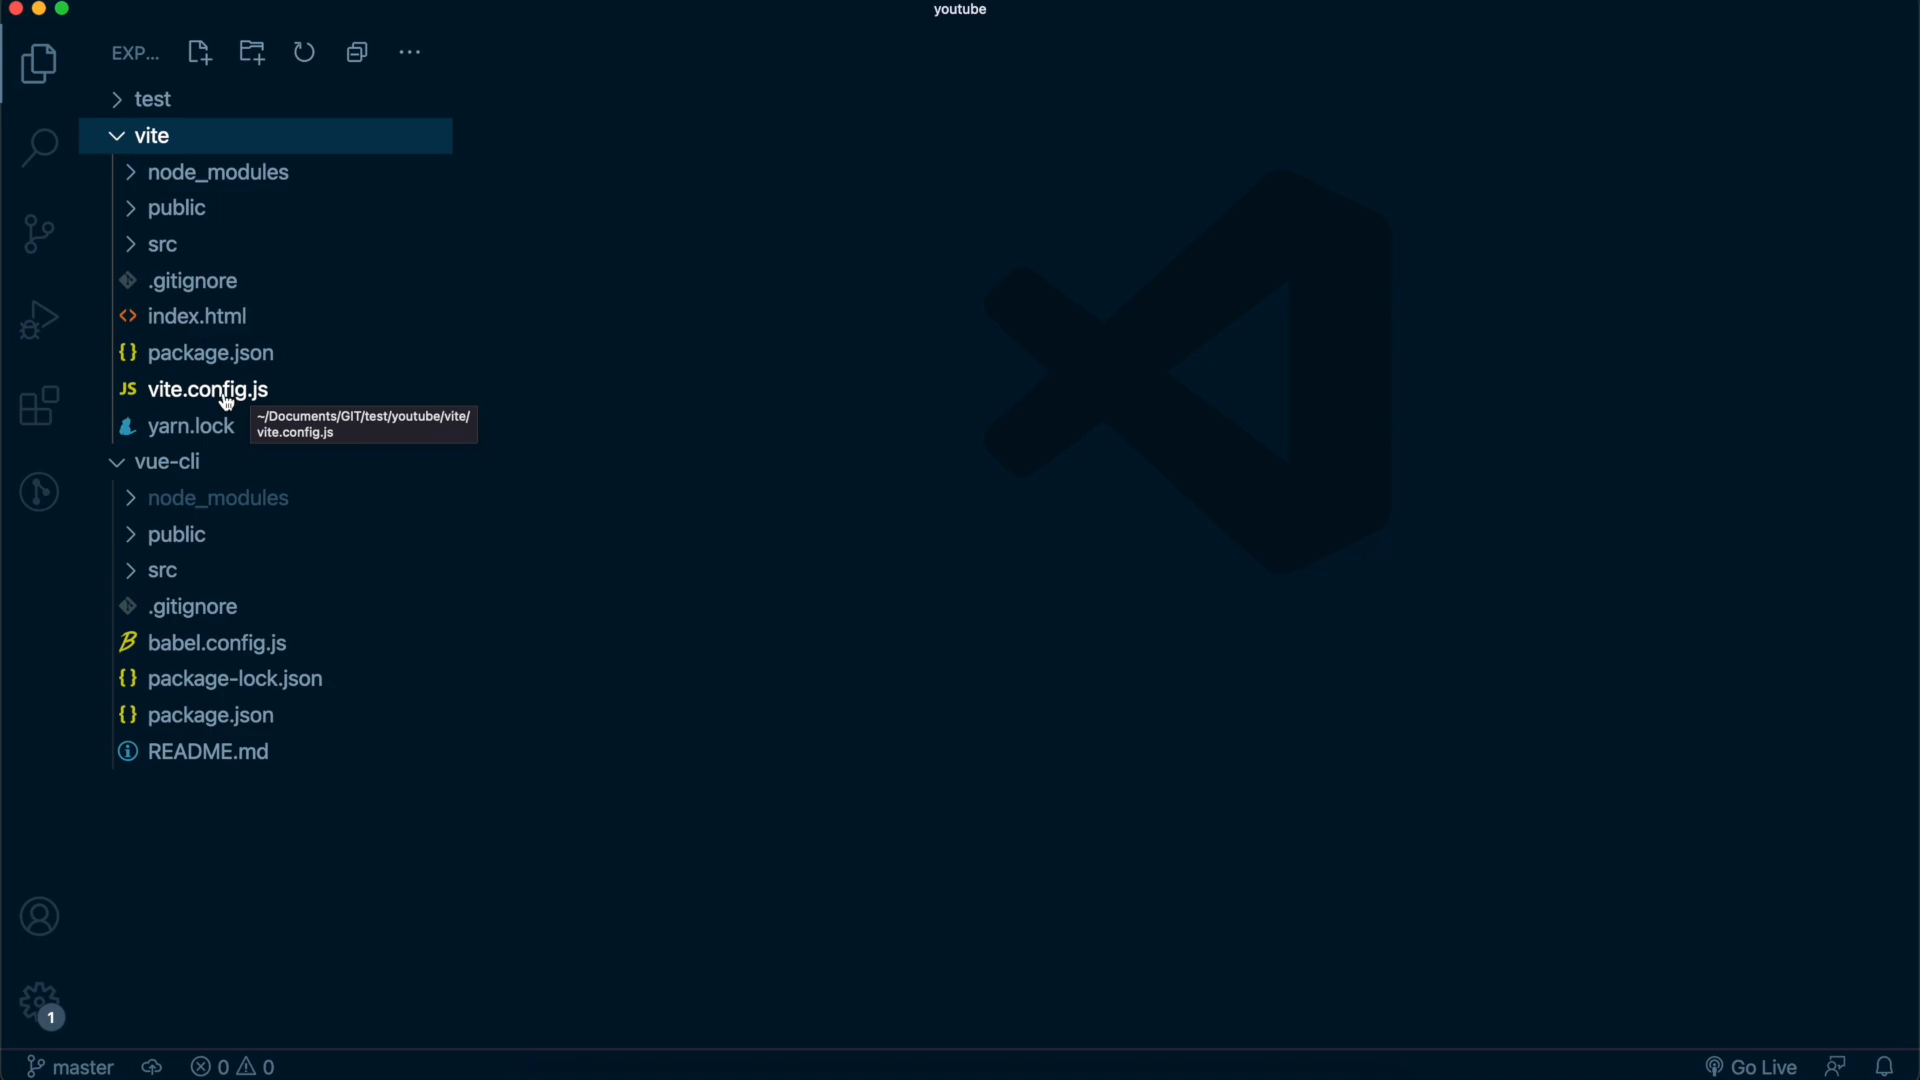 youtube
EXP...
test
vite
node_modules
public
src
.gitignore
index.html
{} package.json
JS vite.config.js
~/Documents/GIT/test/youtube/vite/
vite.config.js
yarn.lock
vue-cli
node_modules
public
src
.gitignore
B babel.config.js
{} package-lock.json
{} package.json
README.md
1
master 0 0 Go Live